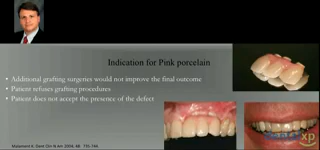 Indication for Pink porcelain
• Additional grafting surgeries would not improve the final outcome
• Patient refuses grafting procedures
• Patient does not accept the presence of the defect
xp